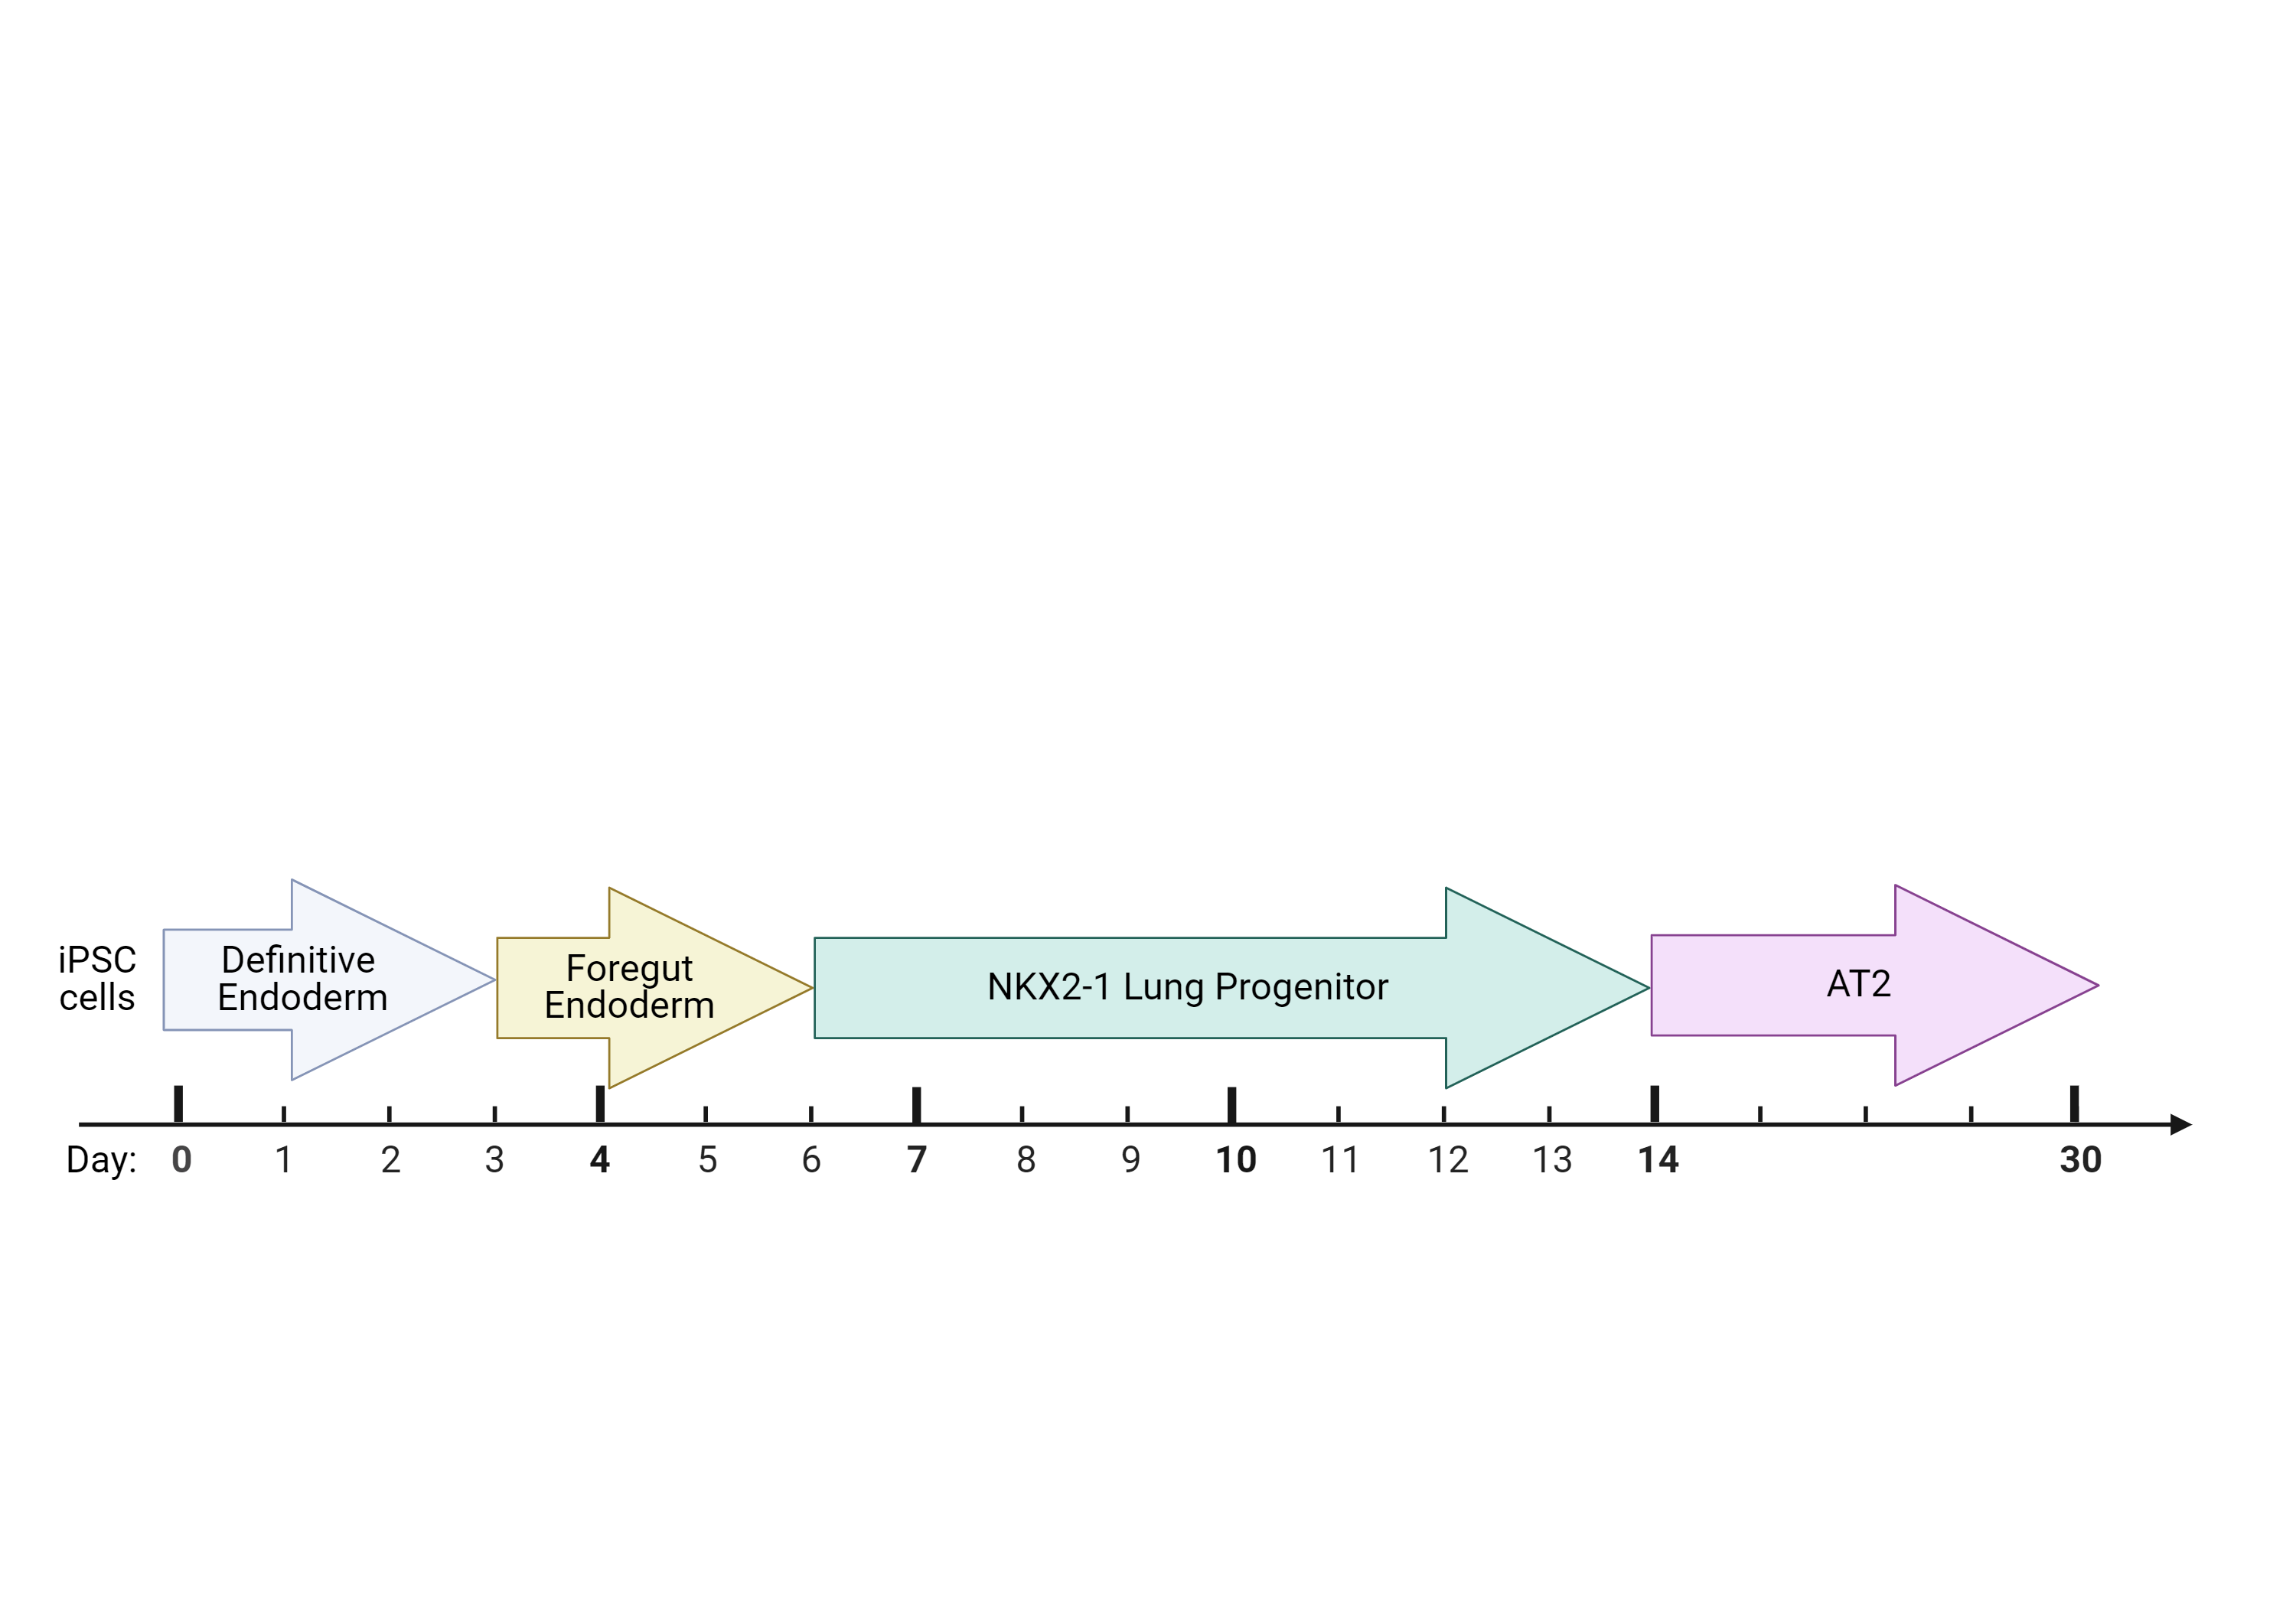 iPSC
cells
Definitive
Endoderm
Foregut
Endoderm
NKX2-1 Lung Progenitor
AT2
Day: 0 1 2 3 4 5 6 7 8 9 10 11 12 13 14 30